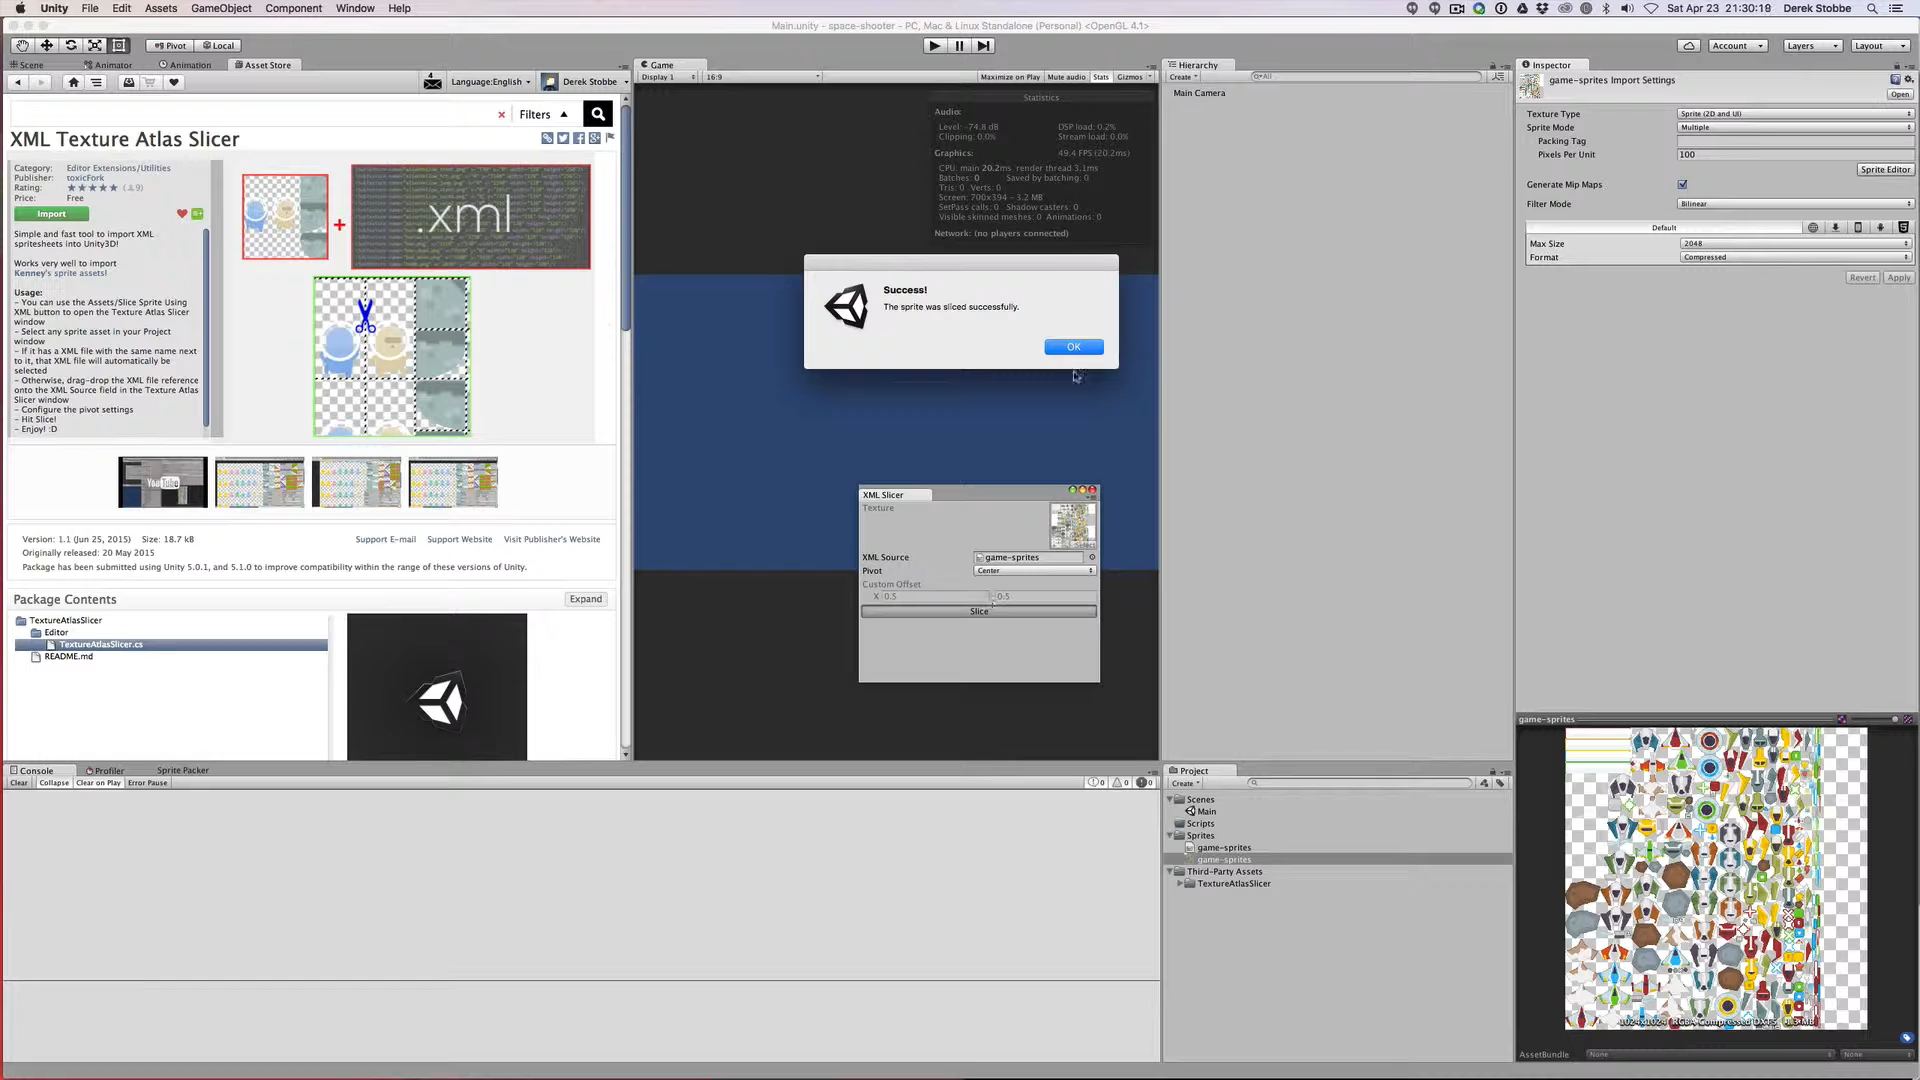 Unity File Edit Assets GameObject Component Window Help
Sat Apr 23 21:30:19 Derek Stobbe
Main.unity - space-shooter - PC, Mac & Linux Standalone (Personal) <OpenGL 4.1>
Pivot Local
Account Layers Layout
Scene Animator Animation Asset Store
Language:English Derek Stobbe
Filters
XML Texture Atlas Slicer
Category: Editor Extensions/Utilities
Publisher: toxicFork
Rating:
Price: Free
Import
Simple and fast tool to import XML
spritesheets into Unity3D!
Works very well to import
Kenney's sprite assets!
Usage:
- You can use the Assets/Slice Sprite Using
XML button to open the Texture Atlas Slicer
window
- Select any sprite asset in your Project
window
- If it has a XML file with the same name next
to it, that XML file will automatically be
selected
- Otherwise, drag-drop the XML file reference
onto the XML Source field in the Texture Atlas
Slicer window
- Configure the pivot settings
- Hit Slice!
- Enjoy! :D
.xml
YouTube
Version: 1.1 (Jun 25, 2015) Size: 18.7 kB
Support E-mail Support Website Visit Publisher's Website
Originally released: 20 May 2015
Package has been submitted using Unity 5.0.1, and 5.1.0 to improve compatibility within the range of these versions of Unity.
Package Contents
Expand
TextureAtlasSlicer
Editor
TextureAtlasSlicer.cs
README.md
Game
Display 1 16:9 Maximize on Play Mute audio Stats Gizmos
Statistics
Audio:
Level: -74.8 dB DSP load: 0.2%
Clipping: 0.0% Stream load: 0.0%
Graphics: 49.4 FPS (20.2ms)
CPU: main 20.2ms render thread 3.1ms
Batches: 0 Saved by batching: 0
Tris: 0 Verts: 0
Screen: 700x394 - 3.2 MB
SetPass calls: 0 Shadow casters: 0
Visible skinned meshes: 0 Animations: 0
Network: (no players connected)
Success!
The sprite was sliced successfully.
OK
XML Slicer
Texture
XML Source game-sprites
Pivot Center
Custom Offset
X 0.5 0.5
Slice
Hierarchy
Create All
Main Camera
Inspector
game-sprites Import Settings
Open
Texture Type Sprite (2D and UI)
Sprite Mode Multiple
Packing Tag
Pixels Per Unit 100
Sprite Editor
Generate Mip Maps
Filter Mode Bilinear
Default
Max Size 2048
Format Compressed
Revert Apply
Console Profiler Sprite Packer
Clear Collapse Clear on Play Error Pause
0 0 0
Project
Create
Scenes
Main
Scripts
Sprites
game-sprites
game-sprites
Third-Party Assets
TextureAtlasSlicer
game-sprites
1024x1024 RGBA Compressed DXT5
AssetBundle None None